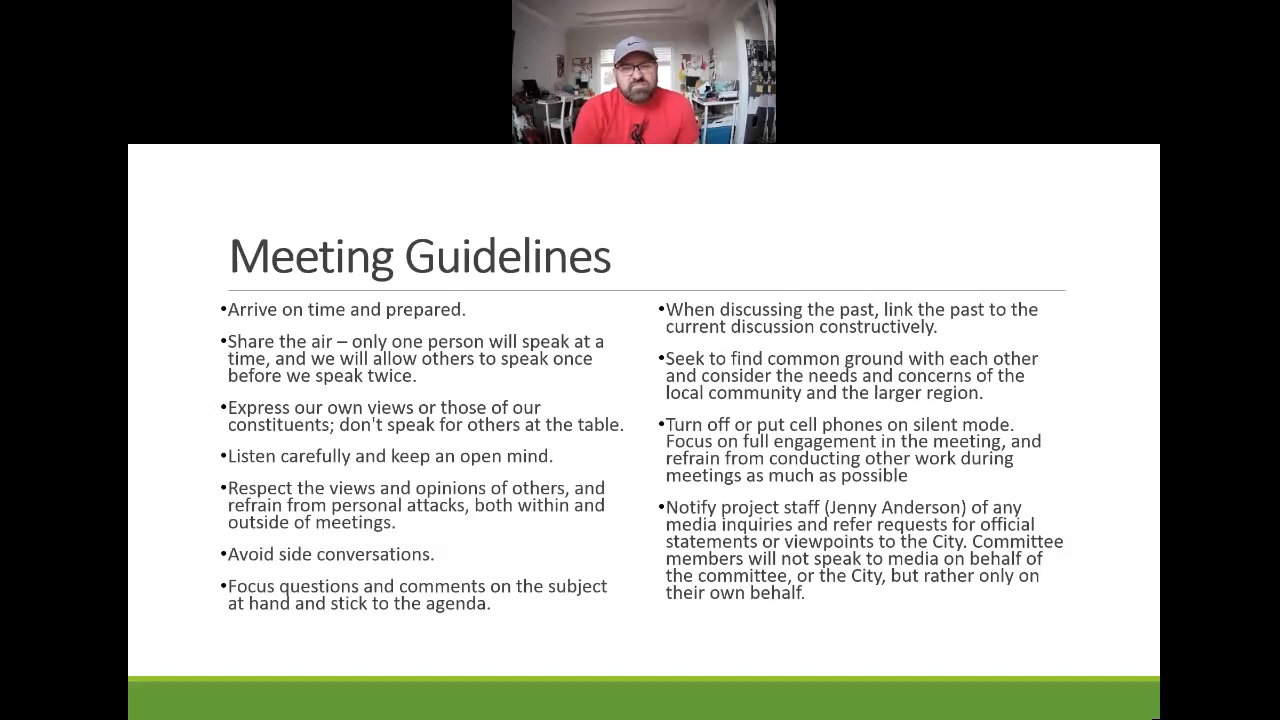 Meeting Guidelines
•Arrive on time and prepared.
•Share the air – only one person will speak at a
time, and we will allow others to speak once
before we speak twice.
•Express our own views or those of our
constituents; don't speak for others at the table.
•Listen carefully and keep an open mind.
•Respect the views and opinions of others, and
refrain from personal attacks, both within and
outside of meetings.
•Avoid side conversations.
•Focus questions and comments on the subject
at hand and stick to the agenda.
•When discussing the past, link the past to the
current discussion constructively.
•Seek to find common ground with each other
and consider the needs and concerns of the
local community and the larger region.
•Turn off or put cell phones on silent mode.
Focus on full engagement in the meeting, and
refrain from conducting other work during
meetings as much as possible
•Notify project staff (Jenny Anderson) of any
media inquiries and refer requests for official
statements or viewpoints to the City. Committee
members will not speak to media on behalf of
the committee, or the City, but rather only on
their own behalf.